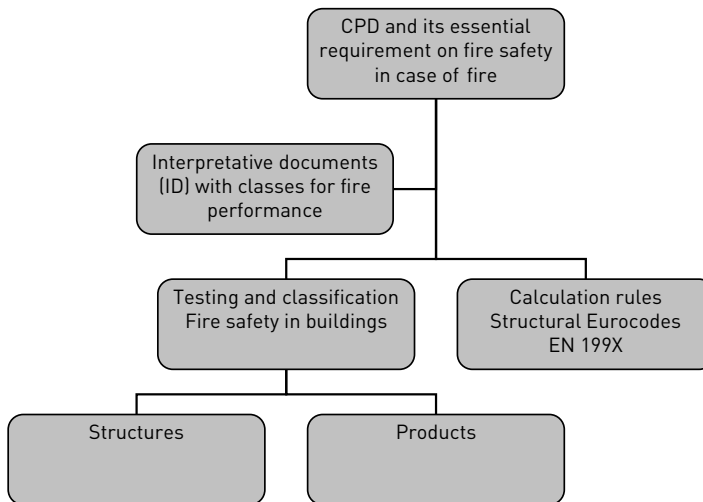 CPD and its essential
requirement on fire safety
in case of fire
Interpretative documents
(ID) with classes for fire
performance
Testing and classification
Fire safety in buildings
Calculation rules
Structural Eurocodes
EN 199X
Structures
Products